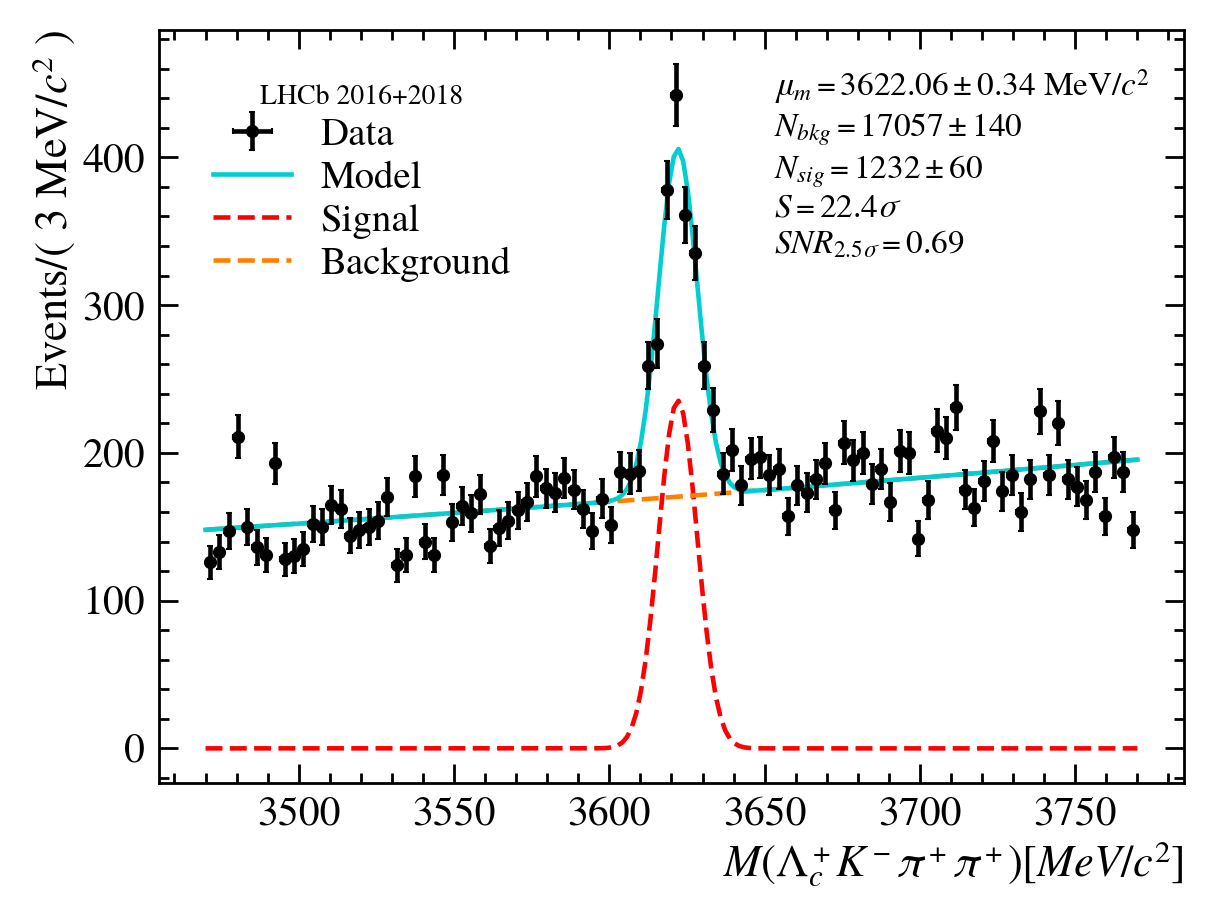 Events/( 3 MeV/c² )
LHCb 2016+2018
Data
Model
Signal
Background
μₘ = 3622.06 ± 0.34 MeV/c²
N_bkg = 17057 ± 140
N_sig = 1232 ± 60
S = 22.4σ
SNR_2.5σ = 0.69
400
300
200
100
0
3500 3550 3600 3650 3700 3750
M(Λ_c⁺K⁻π⁺π⁺)[MeV/c²]